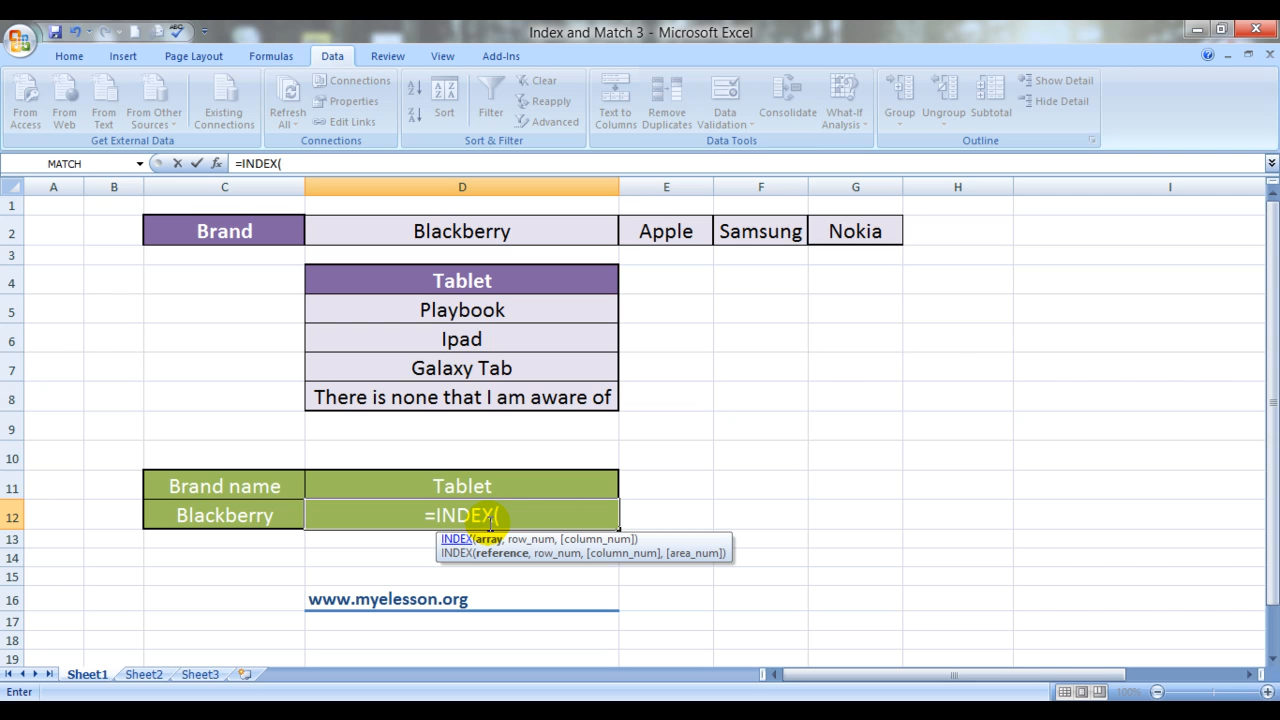 Index and Match 3 - Microsoft Excel
Home Insert Page Layout Formulas Data Review View Add-Ins
From Access
From Web
From Text
From Other Sources
Existing Connections
Get External Data
Refresh All
Connections
Properties
Edit Links
Connections
Sort
Filter
Clear
Reapply
Advanced
Sort & Filter
Text to Columns
Remove Duplicates
Data Validation
Consolidate
What-If Analysis
Data Tools
Group
Ungroup
Subtotal
Show Detail
Hide Detail
Outline
MATCH fx =INDEX(
A B C D E F G H I
1
2 Brand Blackberry Apple Samsung Nokia
3
4 Tablet
5 Playbook
6 Ipad
7 Galaxy Tab
8 There is none that I am aware of
9
10
11 Brand name Tablet
12 Blackberry =INDEX(
INDEX(array, row_num, [column_num])
INDEX(reference, row_num, [column_num], [area_num])
13
14
15
16 www.myelesson.org
17
18
19
Sheet1 Sheet2 Sheet3
Enter 100%